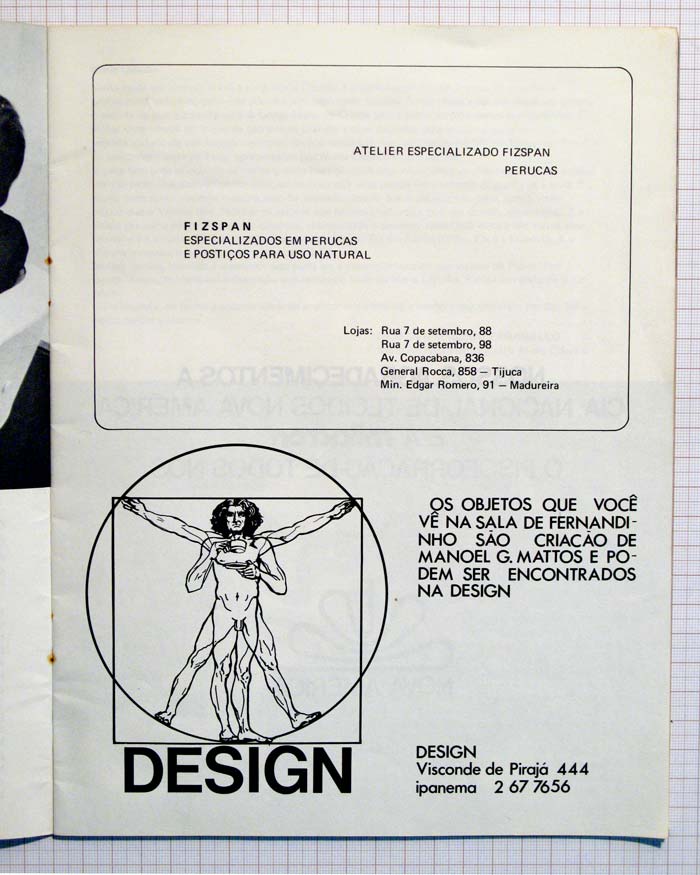 ATELIER ESPECIALIZADO FIZSPAN
PERUCAS
FIZSPAN
ESPECIALIZADOS EM PERUCAS
E POSTIÇOS PARA USO NATURAL
Lojas: Rua 7 de setembro, 88
Rua 7 de setembro, 98
Av. Copacabana, 836
General Rocca, 858 – Tijuca
Min. Edgar Romero, 91 – Madureira
OS OBJETOS QUE VOCÊ
VÊ NA SALA DE FERNANDI-
NHO SÃO CRIAÇÃO DE
MANOEL G. MATTOS E PO-
DEM SER ENCONTRADOS
NA DESIGN
DESIGN
DESIGN
Visconde de Pirajá 444
ipanema 2 67 7656